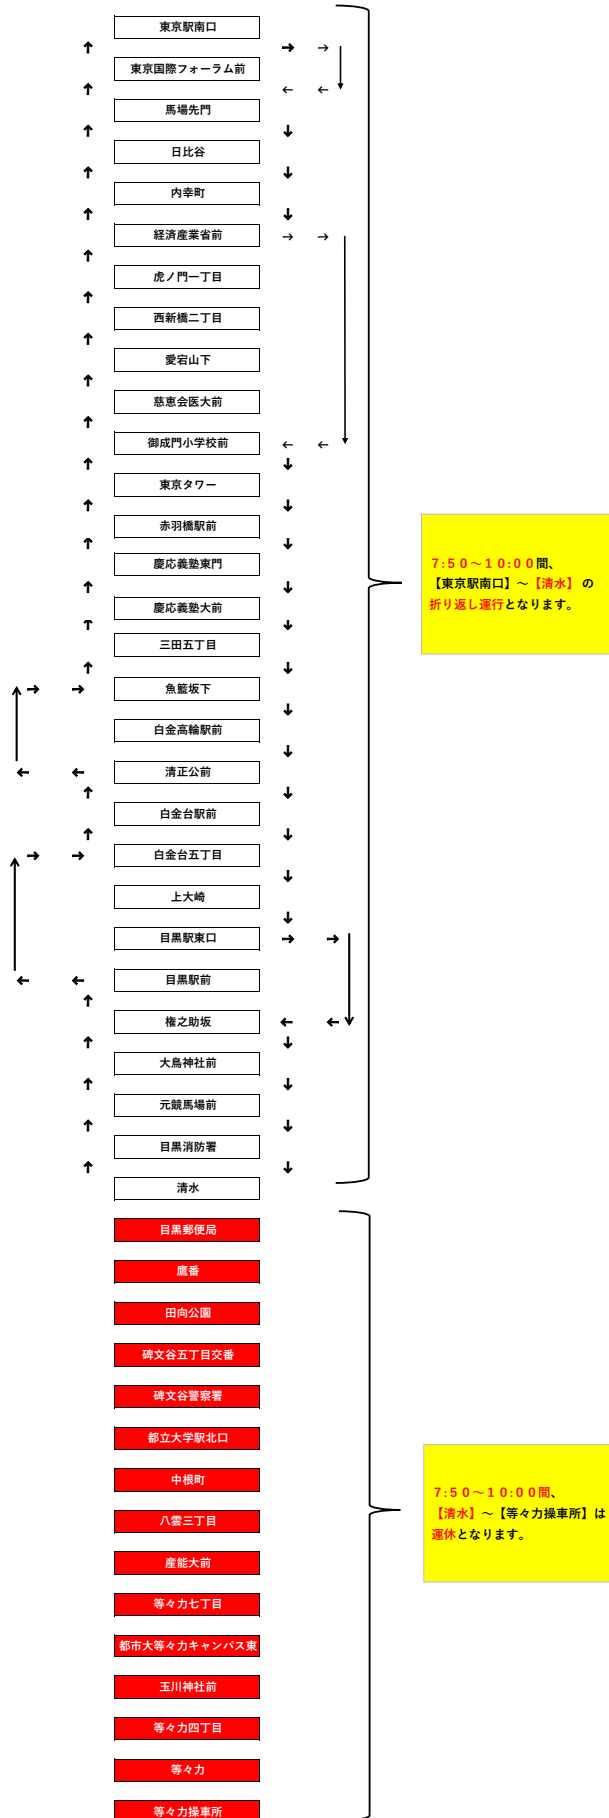 東京駅南口
東京国際フォーラム前
馬場先門
日比谷
内幸町
経済産業省前
虎ノ門一丁目
西新橋二丁目
愛宕山下
慈恵会医大前
御成門小学校前
東京タワー
赤羽橋駅前
慶応義塾東門
慶応義塾大前
三田五丁目
魚籃坂下
白金高輪駅前
清正公前
白金台駅前
白金台五丁目
上大崎
目黒駅東口
目黒駅前
権之助坂
大鳥神社前
元競馬場前
目黒消防署
清水
7:50～10:00間、
【東京駅南口】～【清水】の
折り返し運行となります。
目黒郵便局
鷹番
田向公園
碑文谷五丁目交番
碑文谷警察署
都立大学駅北口
中根町
八雲三丁目
産能大前
等々力七丁目
都市大等々力キャンパス東
玉川神社前
等々力四丁目
等々力
等々力操車所
7:50～10:00間、
【清水】～【等々力操車所】は
運休となります。